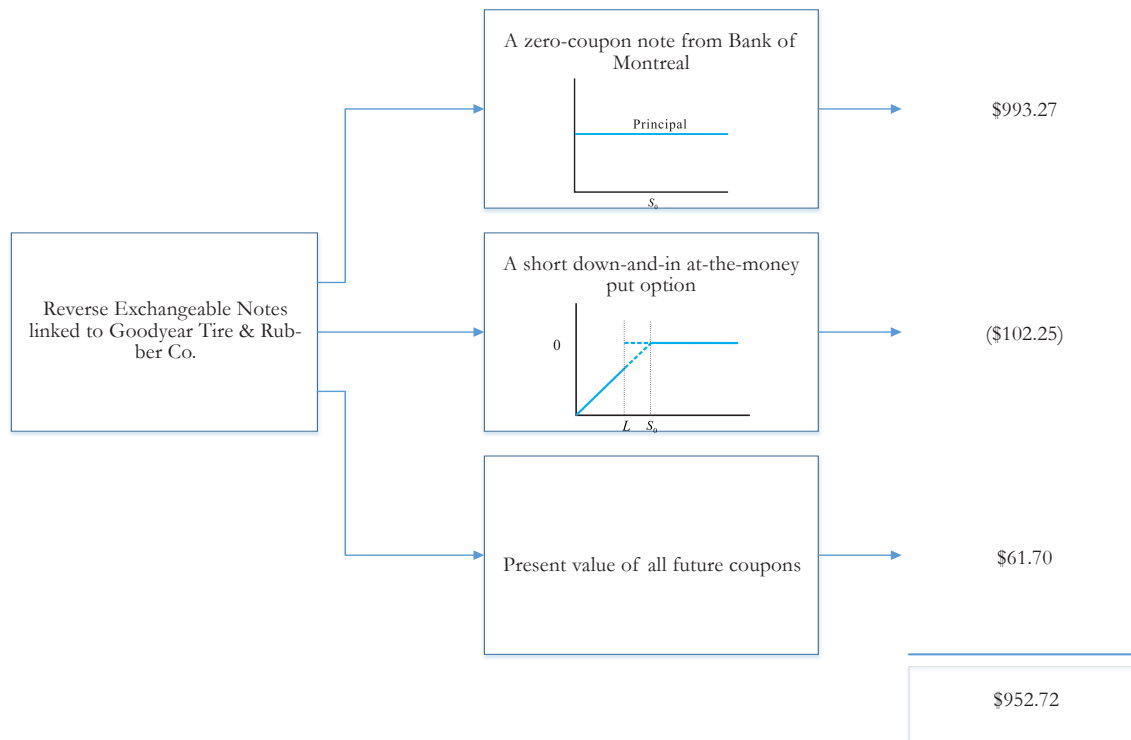 A zero-coupon note from Bank of
Montreal
Principal
S₀
$993.27
Reverse Exchangeable Notes
linked to Goodyear Tire & Rub-
ber Co.
A short down-and-in at-the-money
put option
0
L S₀
($102.25)
Present value of all future coupons
$61.70
$952.72